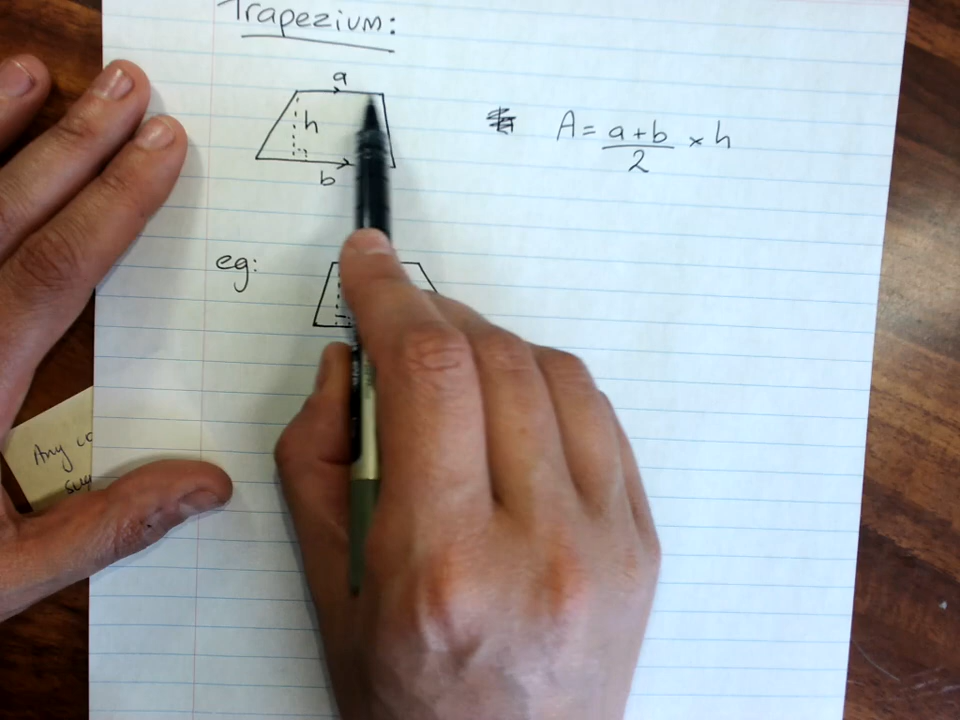 Trapezium:
a
h
b
A = a+b/2 × h
eg:
Any